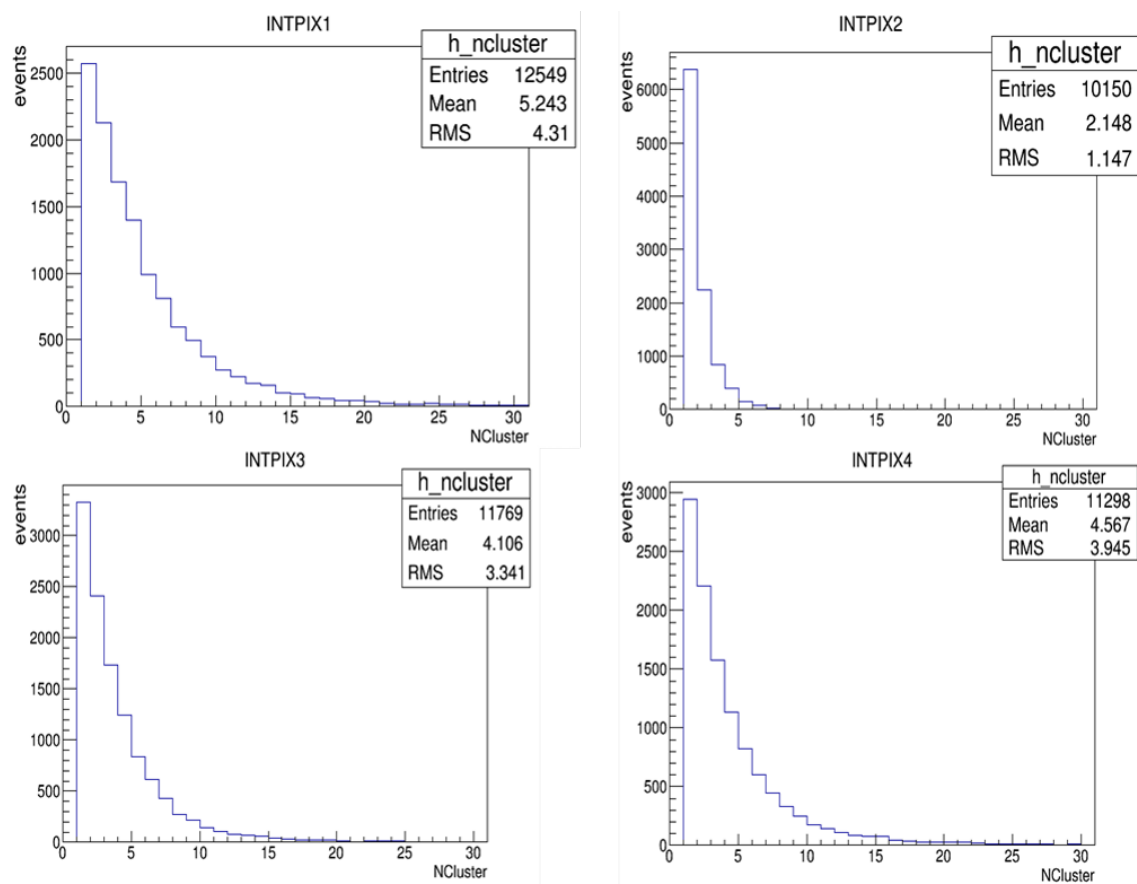 INTPIX1
h_ncluster
Entries 12549
Mean 5.243
RMS 4.31
events
2500
2000
1500
1000
500
0
0 5 10 15 20 25 30
NCluster
INTPIX2
h_ncluster
Entries 10150
Mean 2.148
RMS 1.147
events
6000
5000
4000
3000
2000
1000
0
0 5 10 15 20 25 30
NCluster
INTPIX3
h_ncluster
Entries 11769
Mean 4.106
RMS 3.341
events
3000
2500
2000
1500
1000
500
0
0 5 10 15 20 25 30
NCluster
INTPIX4
h_ncluster
Entries 11298
Mean 4.567
RMS 3.945
events
3000
2500
2000
1500
1000
500
0
0 5 10 15 20 25 30
NCluster